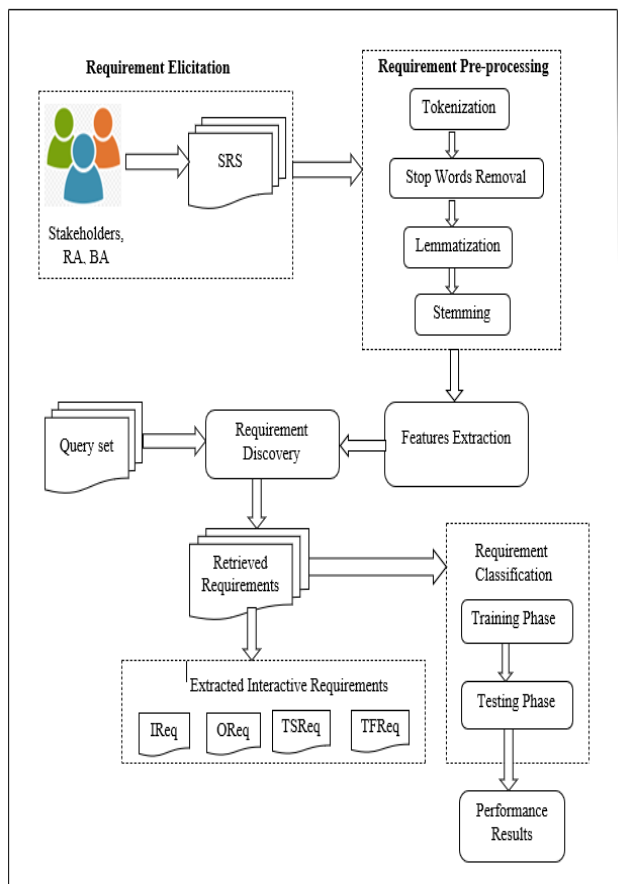 Requirement Elicitation
Stakeholders,
RA, BA
SRS
Requirement Pre-processing
Tokenization
Stop Words Removal
Lemmatization
Stemming
Query set
Requirement
Discovery
Features Extraction
Retrieved
Requirements
Requirement
Classification
Training Phase
Testing Phase
Extracted Interactive Requirements
IReq
OReq
TSReq
TFReq
Performance
Results